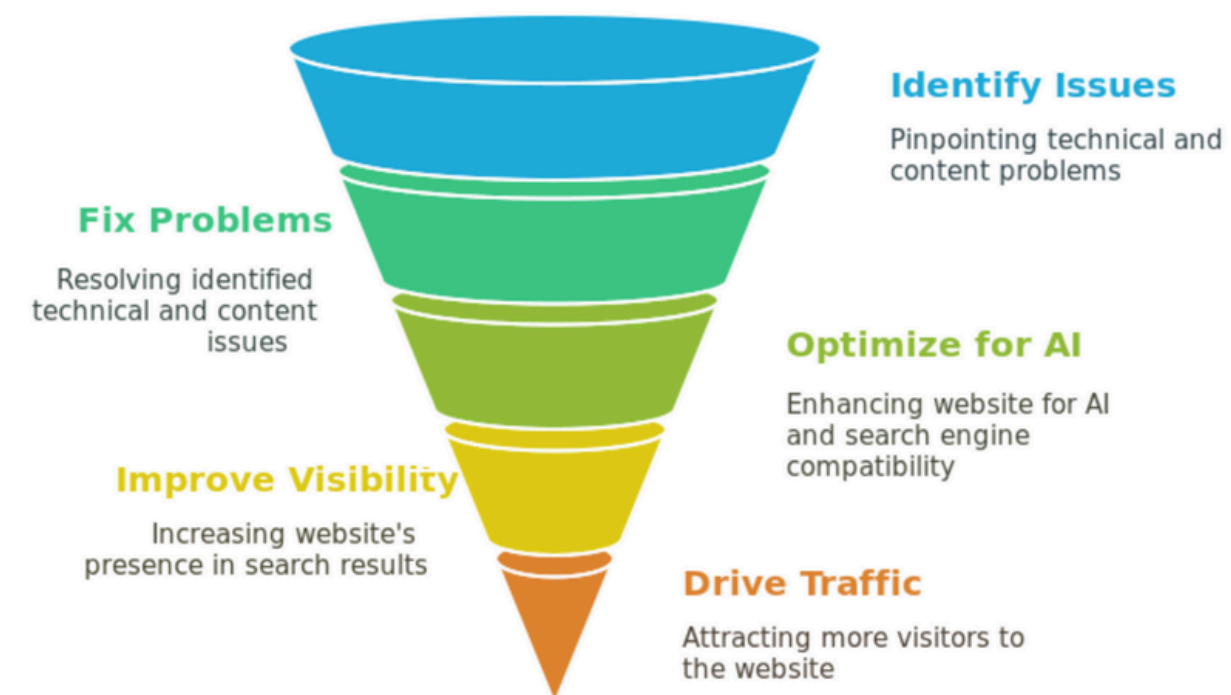 Identify Issues
Pinpointing technical and
content problems
Fix Problems
Resolving identified
technical and content
issues
Optimize for AI
Enhancing website for AI
and search engine
compatibility
Improve Visibility
Increasing website's
presence in search results
Drive Traffic
Attracting more visitors to
the website